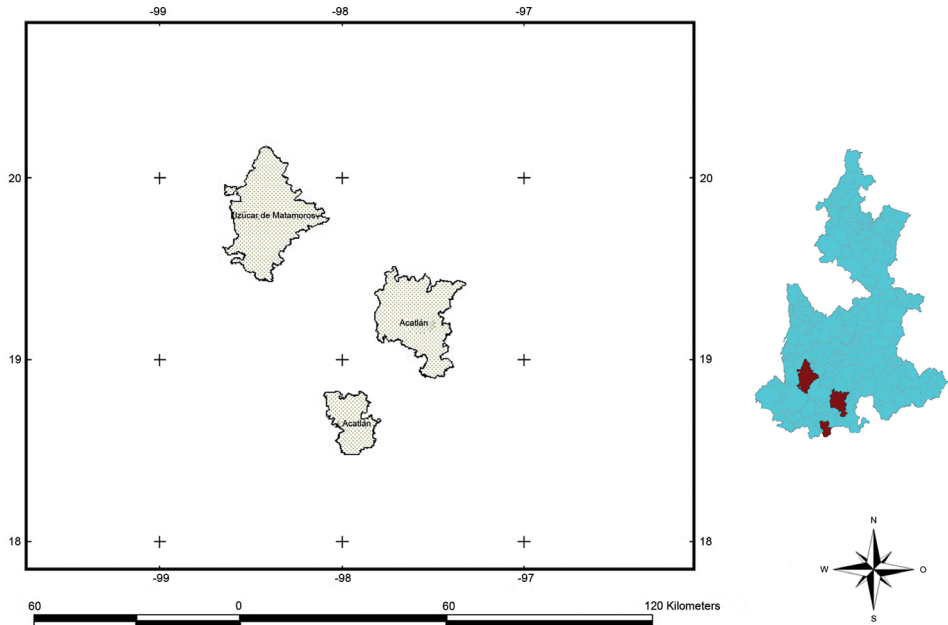 -99 -98 -97
20 20
Izúcar de Matamoros
Acatlán
19 19
Acatlán
18 18
-99 -98 -97
60 0 60 120 Kilometers
N
W O
S